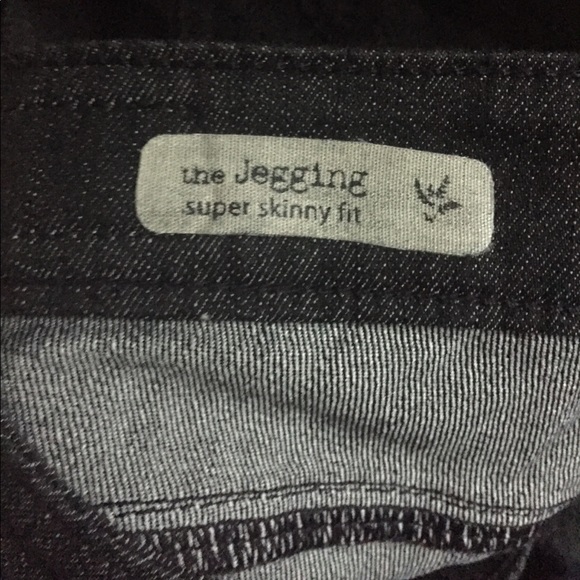 the Jegging
super skinny fit